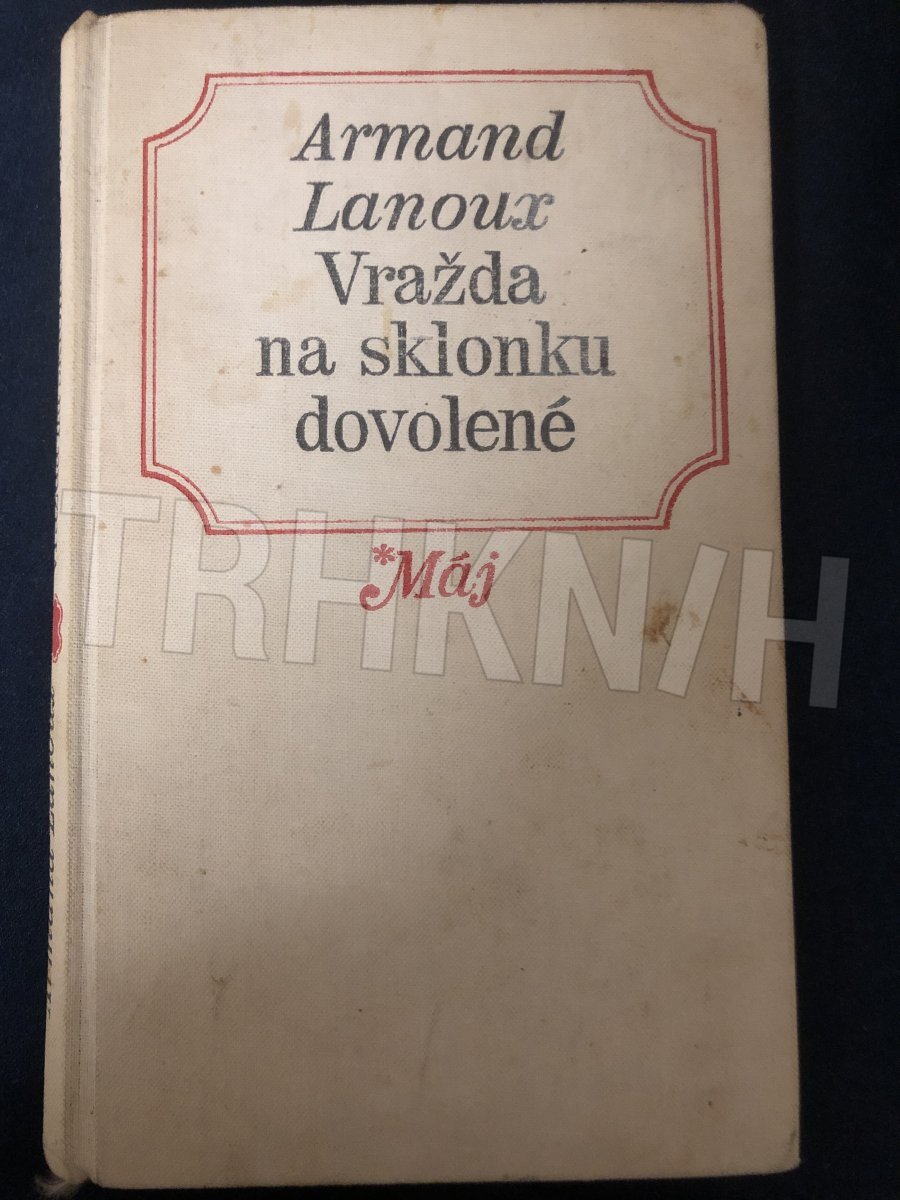 Armand
Lanoux
Vražda
na sklonku
dovolené
*Máj
TRHKNIH